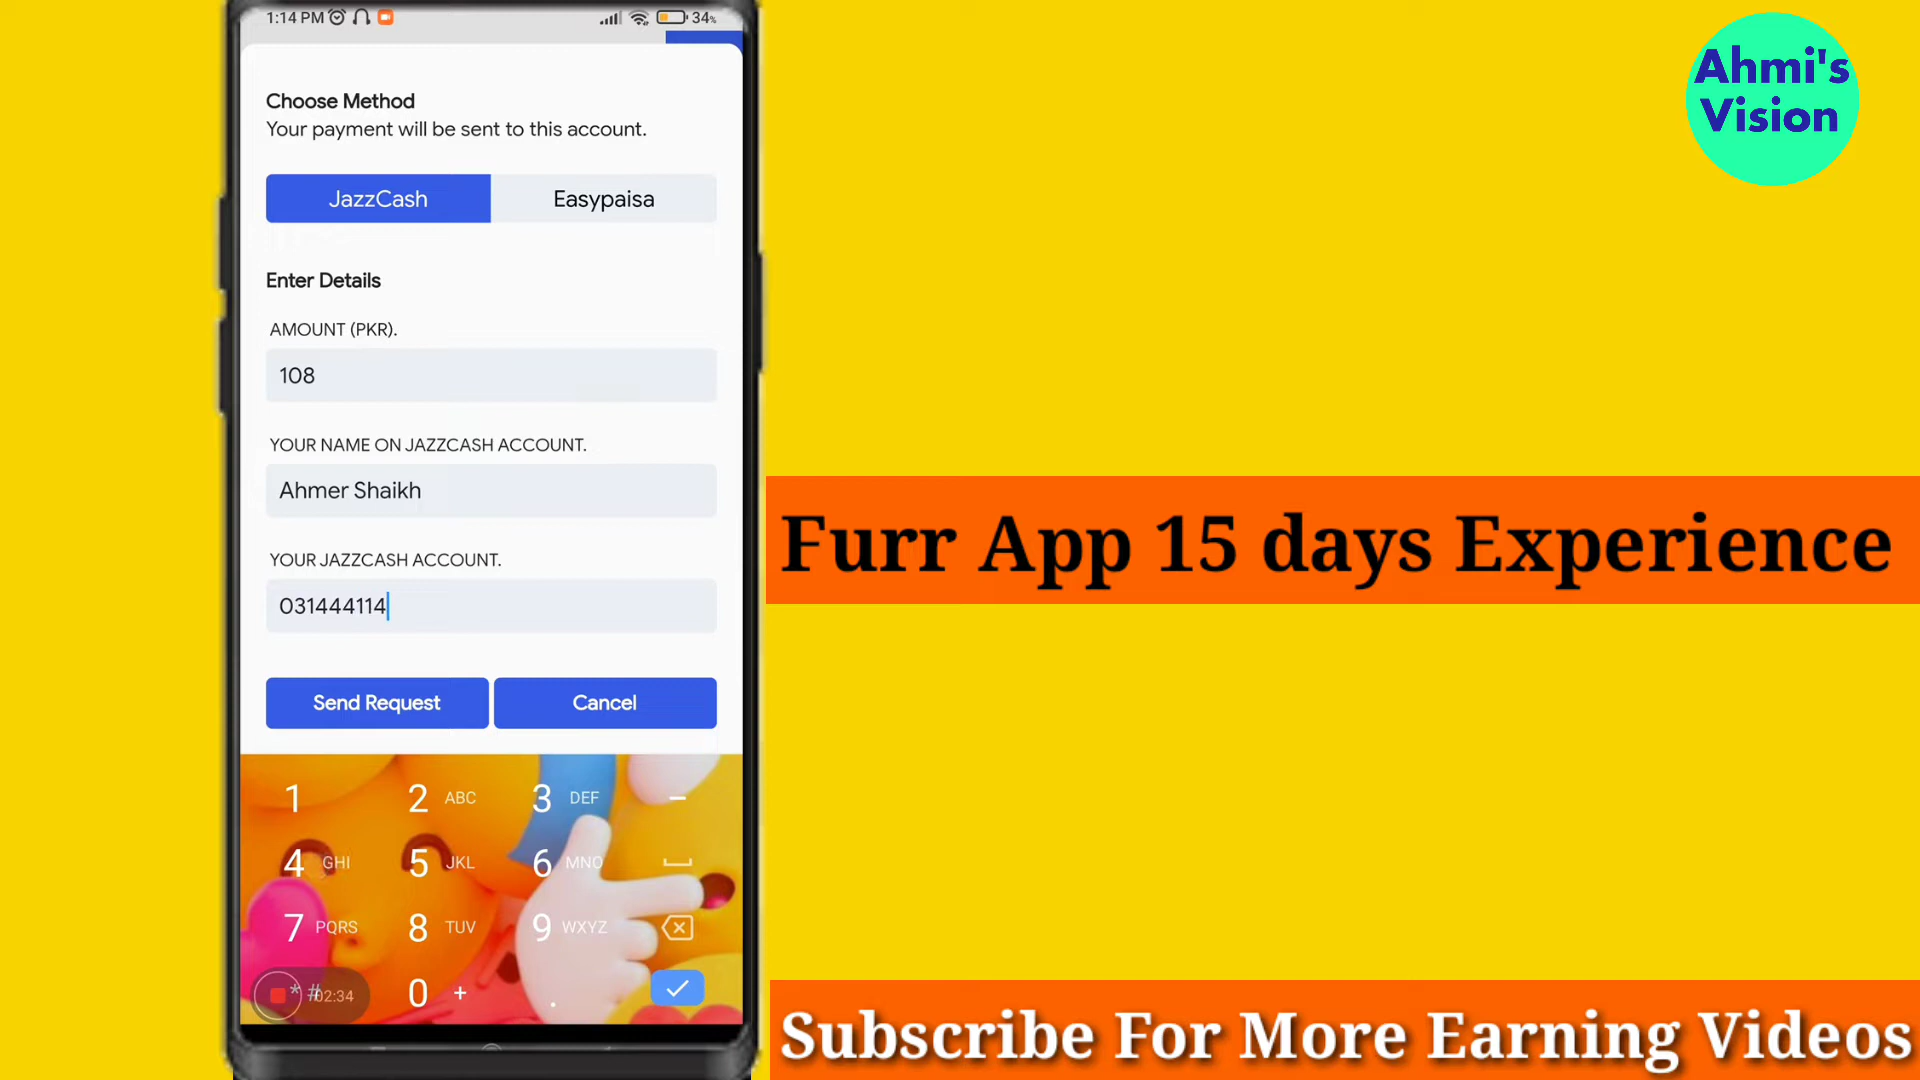 1:14 PM
34%
Ahmi's
Vision
Choose Method
Your payment will be sent to this account.
JazzCash Easypaisa
Enter Details
AMOUNT (PKR).
108
YOUR NAME ON JAZZCASH ACCOUNT.
Ahmer Shaikh
YOUR JAZZCASH ACCOUNT.
031444114
Send Request Cancel
Furr App 15 days Experience
1 2 ABC 3 DEF -
4 GHI 5 JKL 6 MNO
7 PQRS 8 TUV 9 WXYZ
* # 02:34 0 + .
Subscribe For More Earning Videos